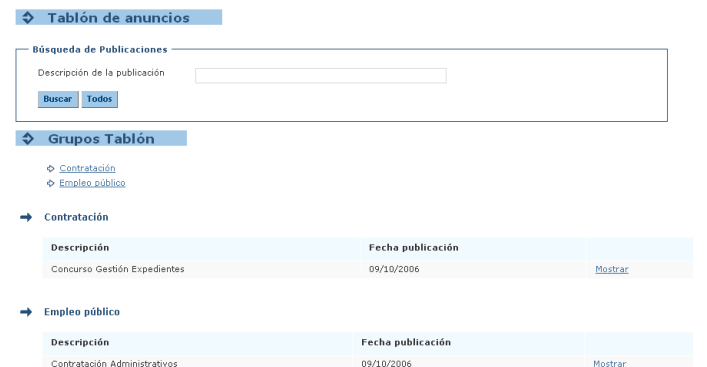 Tablón de anuncios
Búsqueda de Publicaciones
Descripción de la publicación
Buscar Todos
Grupos Tablón
Contratación
Empleo público
Contratación
Descripción Fecha publicación
Concurso Gestión Expedientes 09/10/2006 Mostrar
Empleo público
Descripción Fecha publicación
Contratación Administrativos 09/10/2006 Mostrar